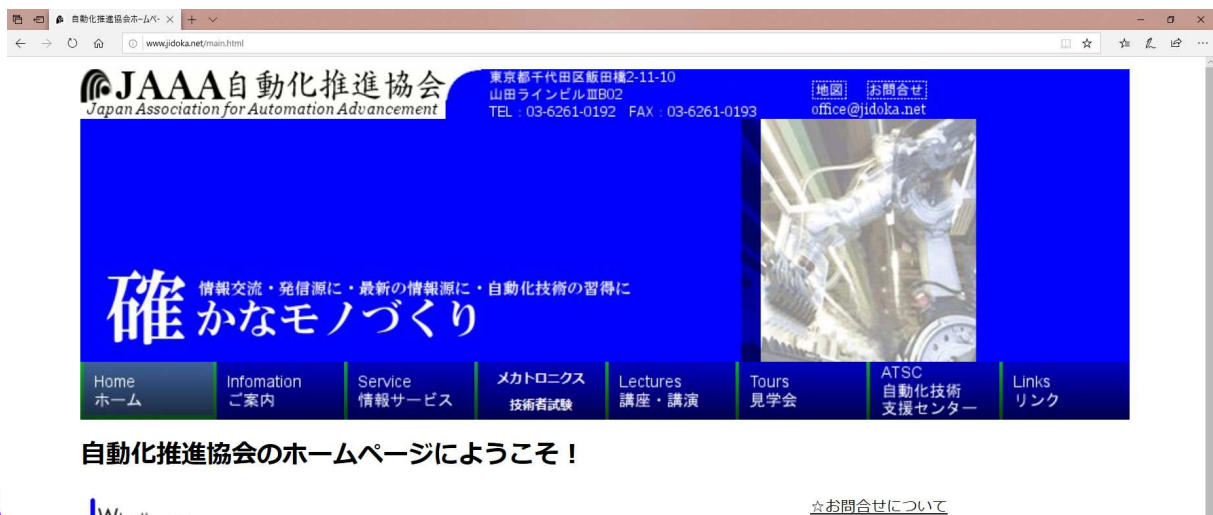 自動化推進協会ホームペー
www.jidoka.net/main.html
JAAA自動化推進協会
Japan Association for Automation Advancement
東京都千代田区飯田橋2-11-10
山田ラインビルⅢB02
TEL : 03-6261-0192 FAX : 03-6261-0193
地図 お問合せ
office@jidoka.net
情報交流・発信源に・最新の情報源に・自動化技術の習得に
確かなモノづくり
Home
ホーム
Infomation
ご案内
Service
情報サービス
メカトロニクス
技術者試験
Lectures
講座・講演
Tours
見学会
ATSC
自動化技術
支援センター
Links
リンク
自動化推進協会のホームページにようこそ！
☆お問合せについて